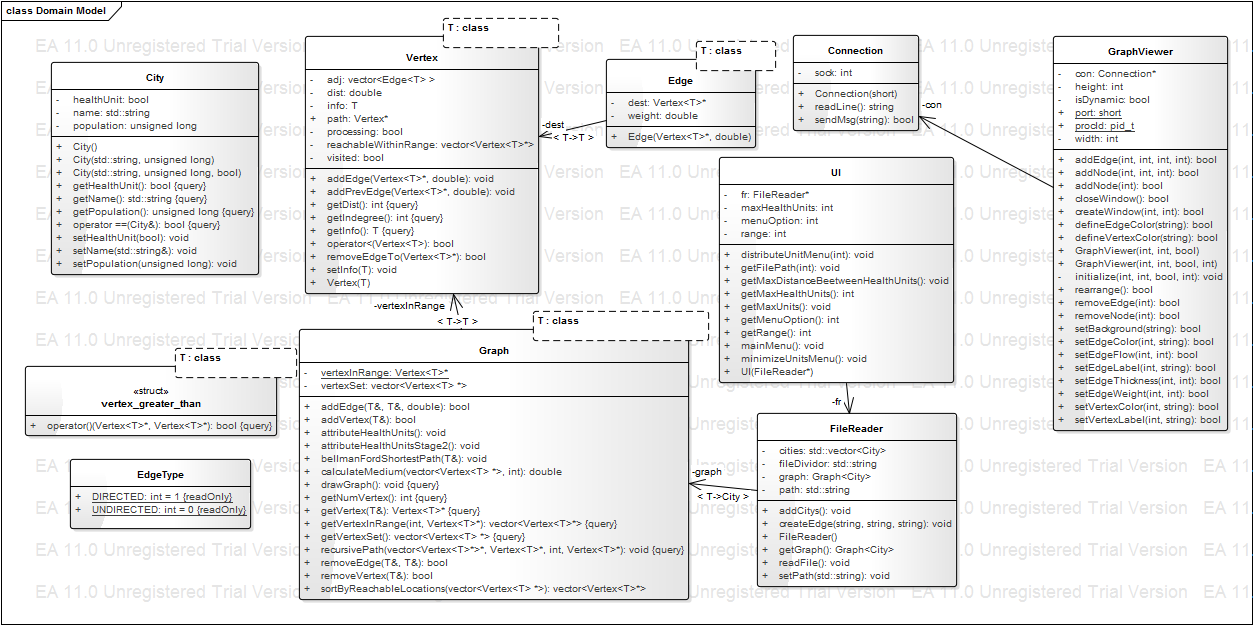 class Domain Model
EA 11.0 Unregistered Trial Version
City
- healthUnit: bool
- name: std::string
- population: unsigned long
+ City()
+ City(std::string, unsigned long)
+ City(std::string, unsigned long, bool)
+ getHealthUnit(): bool {query}
+ getName(): std::string {query}
+ getPopulation(): unsigned long {query}
+ operator ==(City&): bool {query}
+ setHealthUnit(bool): void
+ setName(std::string&): void
+ setPopulation(unsigned long): void
T : class
Vertex
- adj: vector<Edge<T> >
- dist: double
- info: T
+ path: Vertex*
- processing: bool
- reachableWithinRange: vector<Vertex<T>*>
- visited: bool
+ addEdge(Vertex<T>*, double): void
+ addPrevEdge(Vertex<T>*, double): void
+ getDist(): int {query}
+ getIndegree(): int {query}
+ getInfo(): T {query}
+ operator<(Vertex<T>): bool
+ removeEdgeTo(Vertex<T>*): bool
+ setInfo(T): void
+ Vertex(T)
T : class
Edge
- dest: Vertex<T>*
- weight: double
+ Edge(Vertex<T>*, double)
-dest
< T->T >
Connection
- sock: int
+ Connection(short)
+ readLine(): string
+ sendMsg(string): bool
-con
GraphViewer
- con: Connection*
- height: int
- isDynamic: bool
+ port: short
+ procId: pid_t
- width: int
+ addEdge(int, int, int, int): bool
+ addNode(int, int, int): bool
+ addNode(int): bool
+ closeWindow(): bool
+ createWindow(int, int): bool
+ defineEdgeColor(string): bool
+ defineVertexColor(string): bool
+ GraphViewer(int, int, bool)
+ GraphViewer(int, int, bool, int)
- initialize(int, int, bool, int): void
+ rearrange(): bool
+ removeEdge(int): bool
+ removeNode(int): bool
+ setBackground(string): bool
+ setEdgeColor(int, string): bool
+ setEdgeFlow(int, int): bool
+ setEdgeLabel(int, string): bool
+ setEdgeThickness(int, int): bool
+ setEdgeWeight(int, int): bool
+ setVertexColor(int, string): bool
+ setVertexLabel(int, string): bool
UI
- fr: FileReader*
- maxHealthUnits: int
- menuOption: int
- range: int
+ distributeUnitMenu(int): void
+ getFilePath(int): void
+ getMaxDistanceBeetweenHealthUnits(): void
+ getMaxHealthUnits(): int
+ getMaxUnits(): void
+ getMenuOption(): int
+ getRange(): int
+ mainMenu(): void
+ minimizeUnitsMenu(): void
+ UI(FileReader*)
-fr
-vertexInRange
< T->T >
T : class
Graph
- vertexInRange: Vertex<T>*
- vertexSet: vector<Vertex<T> *>
+ addEdge(T&, T&, double): bool
+ addVertex(T&): bool
+ attributeHealthUnits(): void
+ attributeHealthUnitsStage2(): void
+ bellmanFordShortestPath(T&): void
+ calculateMedium(vector<Vertex<T> *>, int): double
+ drawGraph(): void {query}
+ getNumVertex(): int {query}
+ getVertex(T&): Vertex<T>* {query}
+ getVertexInRange(int, Vertex<T>*): vector<Vertex<T>*> {query}
+ getVertexSet(): vector<Vertex<T> *> {query}
+ recursivePath(vector<Vertex<T>*>*, Vertex<T>*, int, Vertex<T>*): void {query}
+ removeEdge(T&, T&): bool
+ removeVertex(T&): bool
+ sortByReachableLocations(vector<Vertex<T> *>): vector<Vertex<T>*>
T : class
«struct»
vertex_greater_than
+ operator()(Vertex<T>*, Vertex<T>*): bool {query}
EdgeType
+ DIRECTED: int = 1 {readOnly}
+ UNDIRECTED: int = 0 {readOnly}
-graph
< T->City >
FileReader
- cities: std::vector<City>
- fileDividor: std::string
- graph: Graph<City>
- path: std::string
+ addCitys(): void
+ createEdge(string, string, string): void
+ FileReader()
+ getGraph(): Graph<City>
+ readFile(): void
+ setPath(std::string): void